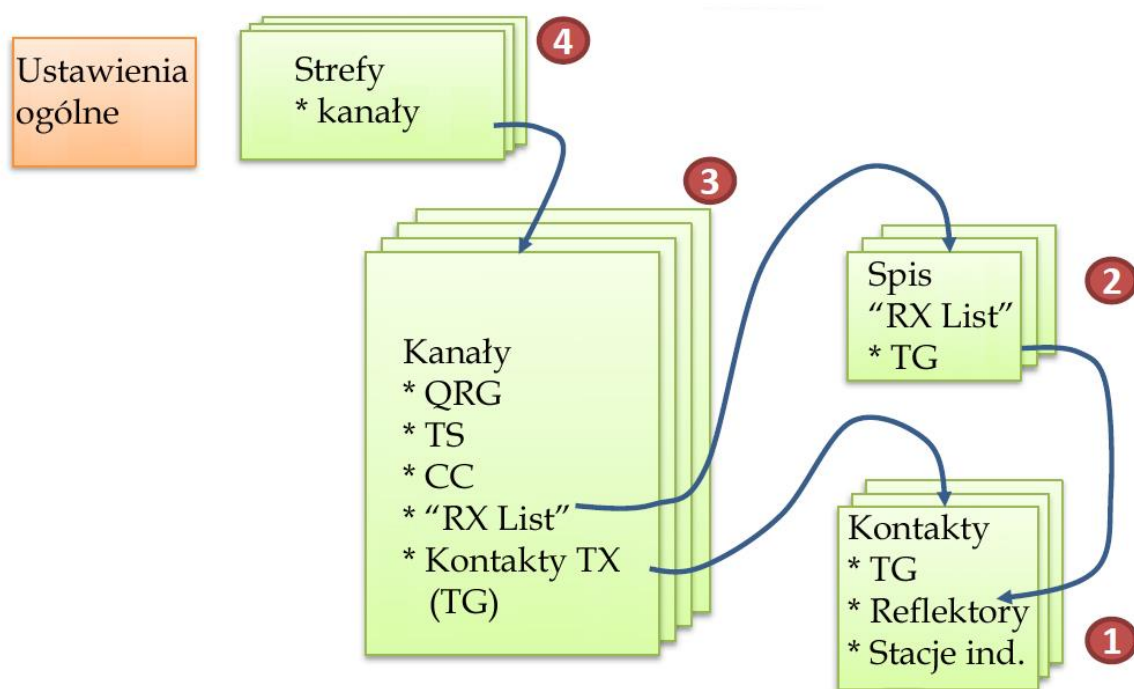 Ustawienia
ogólne
Strefy
* kanały
4
3
Kanały
* QRG
* TS
* CC
* “RX List”
* Kontakty TX
(TG)
Spis
“RX List”
* TG
2
Kontakty
* TG
* Reflektory
* Stacje ind.
1